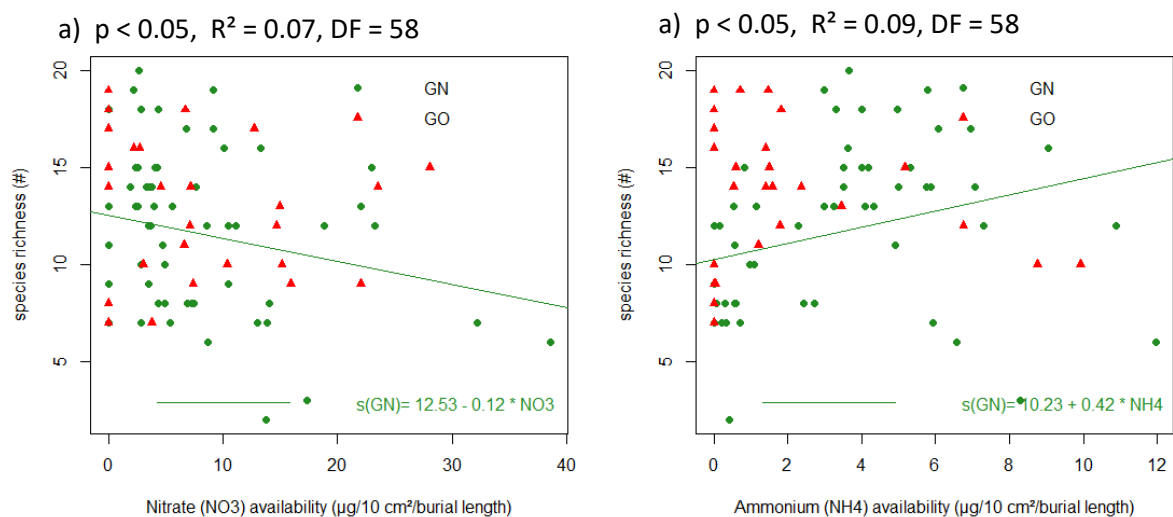 a) p < 0.05, R² = 0.07, DF = 58
20
15
10
5
species richness (#)
GN
GO
s(GN)= 12.53 - 0.12 * NO3
0 10 20 30 40
Nitrate (NO3) availability (µg/10 cm²/burial length)
a) p < 0.05, R² = 0.09, DF = 58
20
15
10
5
species richness (#)
GN
GO
s(GN)= 10.23 + 0.42 * NH4
0 2 4 6 8 10 12
Ammonium (NH4) availability (µg/10 cm²/burial length)